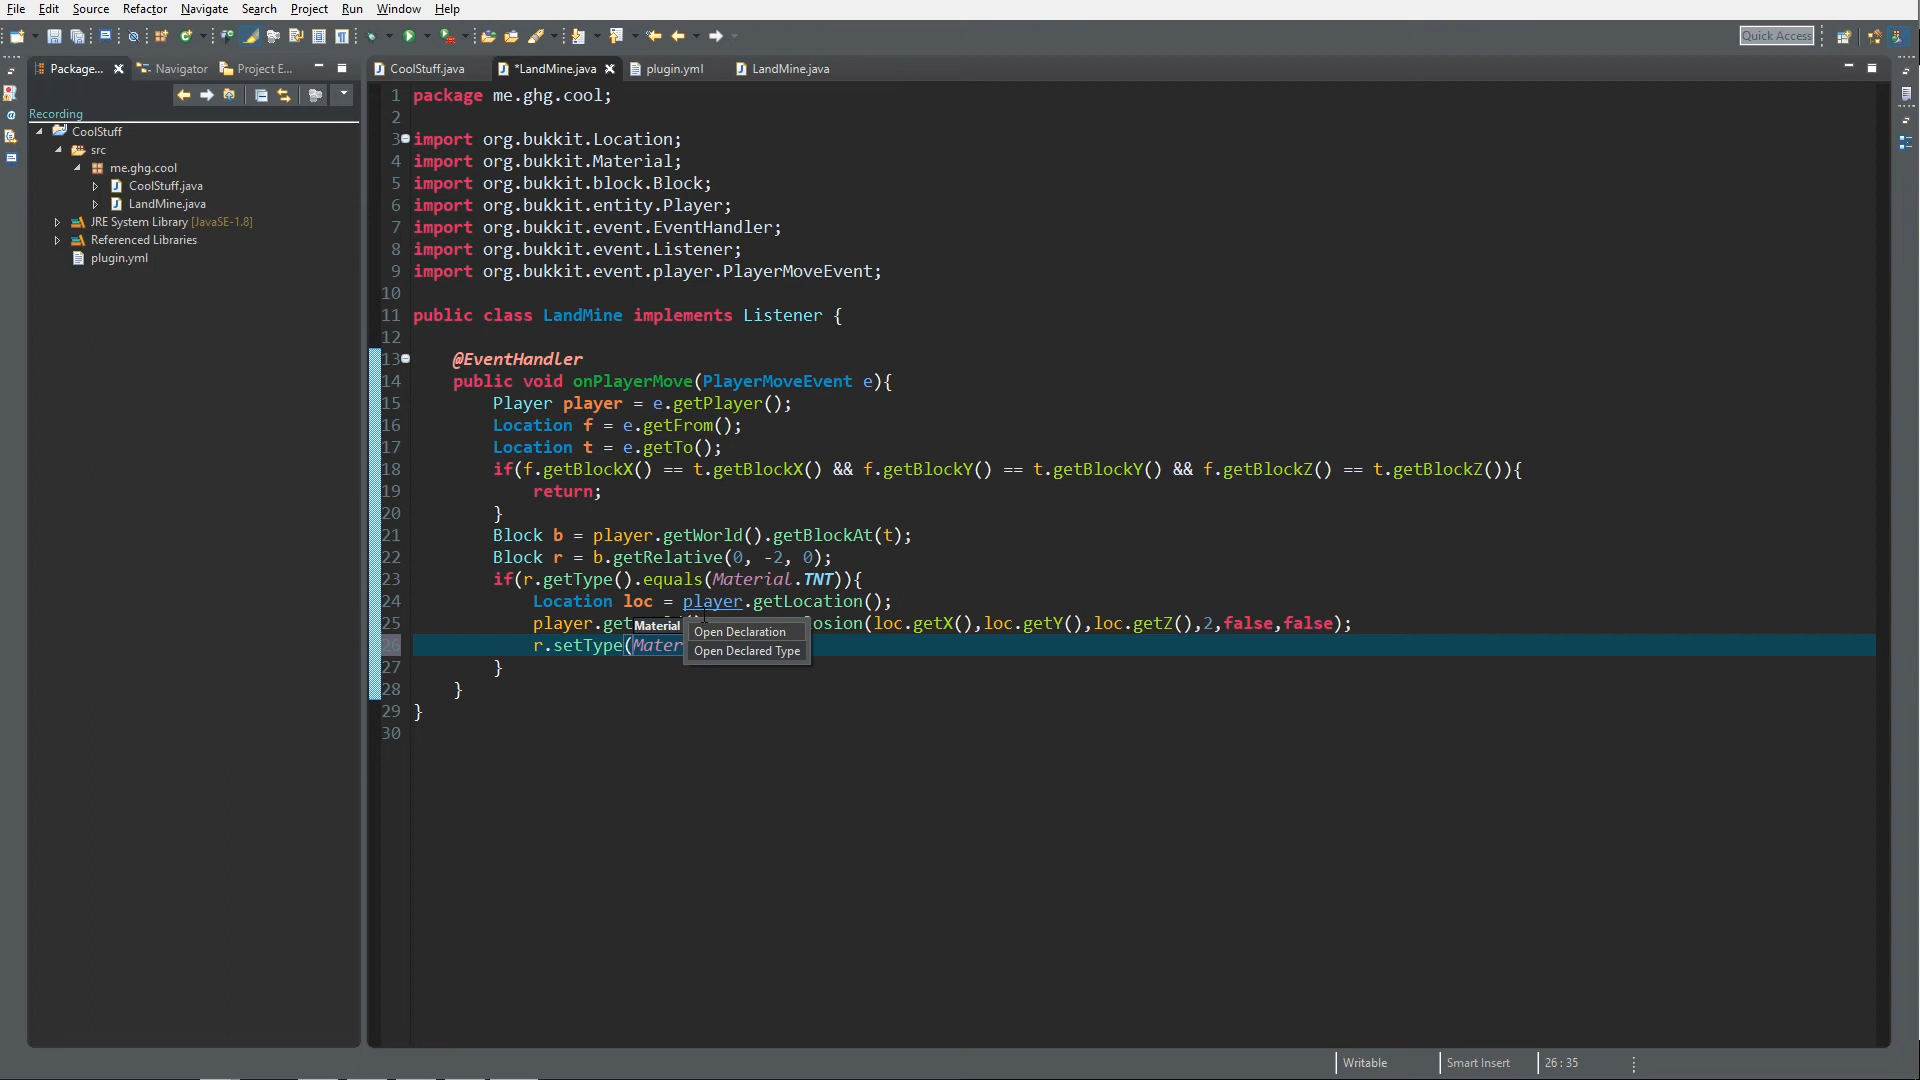 File Edit Source Refactor Navigate Search Project Run Window Help
Quick Access
Package... Navigator Project E...
CoolStuff.java *LandMine.java plugin.yml LandMine.java
Recording
CoolStuff
src
me.ghg.cool
CoolStuff.java
LandMine.java
JRE System Library [JavaSE-1.8]
Referenced Libraries
plugin.yml
1 package me.ghg.cool;
2
3 import org.bukkit.Location;
4 import org.bukkit.Material;
5 import org.bukkit.block.Block;
6 import org.bukkit.entity.Player;
7 import org.bukkit.event.EventHandler;
8 import org.bukkit.event.Listener;
9 import org.bukkit.event.player.PlayerMoveEvent;
10
11 public class LandMine implements Listener {
12
13 @EventHandler
14 public void onPlayerMove(PlayerMoveEvent e){
15 Player player = e.getPlayer();
16 Location f = e.getFrom();
17 Location t = e.getTo();
18 if(f.getBlockX() == t.getBlockX() && f.getBlockY() == t.getBlockY() && f.getBlockZ() == t.getBlockZ()){
19 return;
20 }
21 Block b = player.getWorld().getBlockAt(t);
22 Block r = b.getRelative(0, -2, 0);
23 if(r.getType().equals(Material.TNT)){
24 Location loc = player.getLocation();
25 player.get losion(loc.getX(),loc.getY(),loc.getZ(),2,false,false);
Material
Open Declaration
Open Declared Type
26 r.setType(Mater
27 }
28 }
29 }
30
Writable Smart Insert 26 : 35